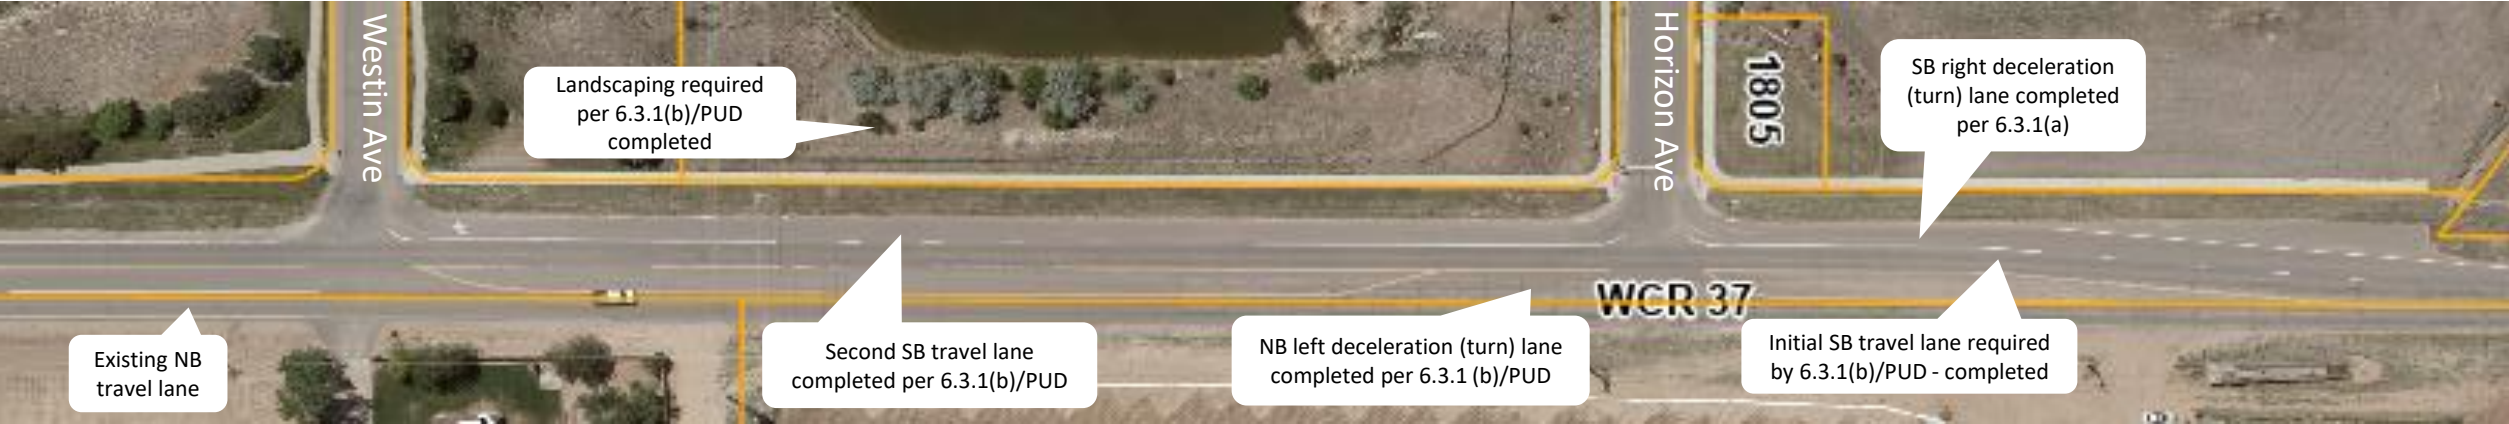 Westin Ave
Landscaping required
per 6.3.1(b)/PUD
completed
Horizon Ave
1805
SB right deceleration
(turn) lane completed
per 6.3.1(a)
WCR 37
Existing NB
travel lane
Second SB travel lane
completed per 6.3.1(b)/PUD
NB left deceleration (turn) lane
completed per 6.3.1 (b)/PUD
Initial SB travel lane required
by 6.3.1(b)/PUD - completed